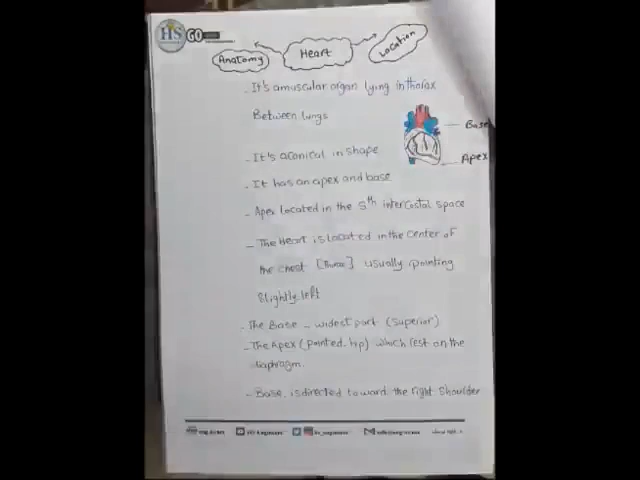 HS GO
Anatomy Heart Location
- It's a muscular organ lying in thorax
Between lungs
Base
- It's a conical in shape
Apex
- It has an apex and base
- Apex located in the 5th intercostal space
- The Heart is located in the center of
the chest [Thorax] usually pointing
slightly left
- The Base - widest part (superior)
- The Apex (pointed tip) which rest on the
diaphragm
- Base is directed toward the right shoulder